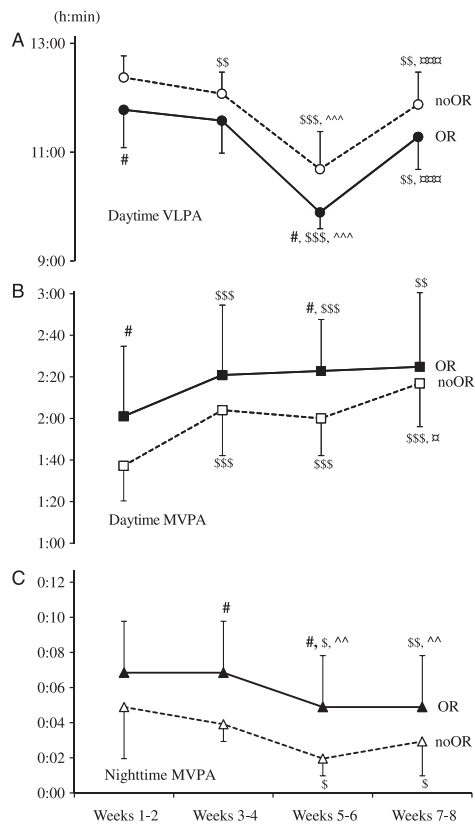 (h:min)
A
13:00
$$
$$, ¤¤¤
noOR
$$$, ^^^
OR
11:00
#
$$, ¤¤¤
Daytime VLPA
#, $$$, ^^^
9:00
B
3:00
$$$
$$
#
#, $$$
2:40
OR
2:20
noOR
2:00
$$$, ¤
1:40
$$$
$$$
1:20
Daytime MVPA
1:00
C
0:12
#
0:10
#, $, ^^
$$, ^^
0:08
0:06
OR
0:04
noOR
0:02
Nighttime MVPA
$
$
0:00
Weeks 1-2
Weeks 3-4
Weeks 5-6
Weeks 7-8